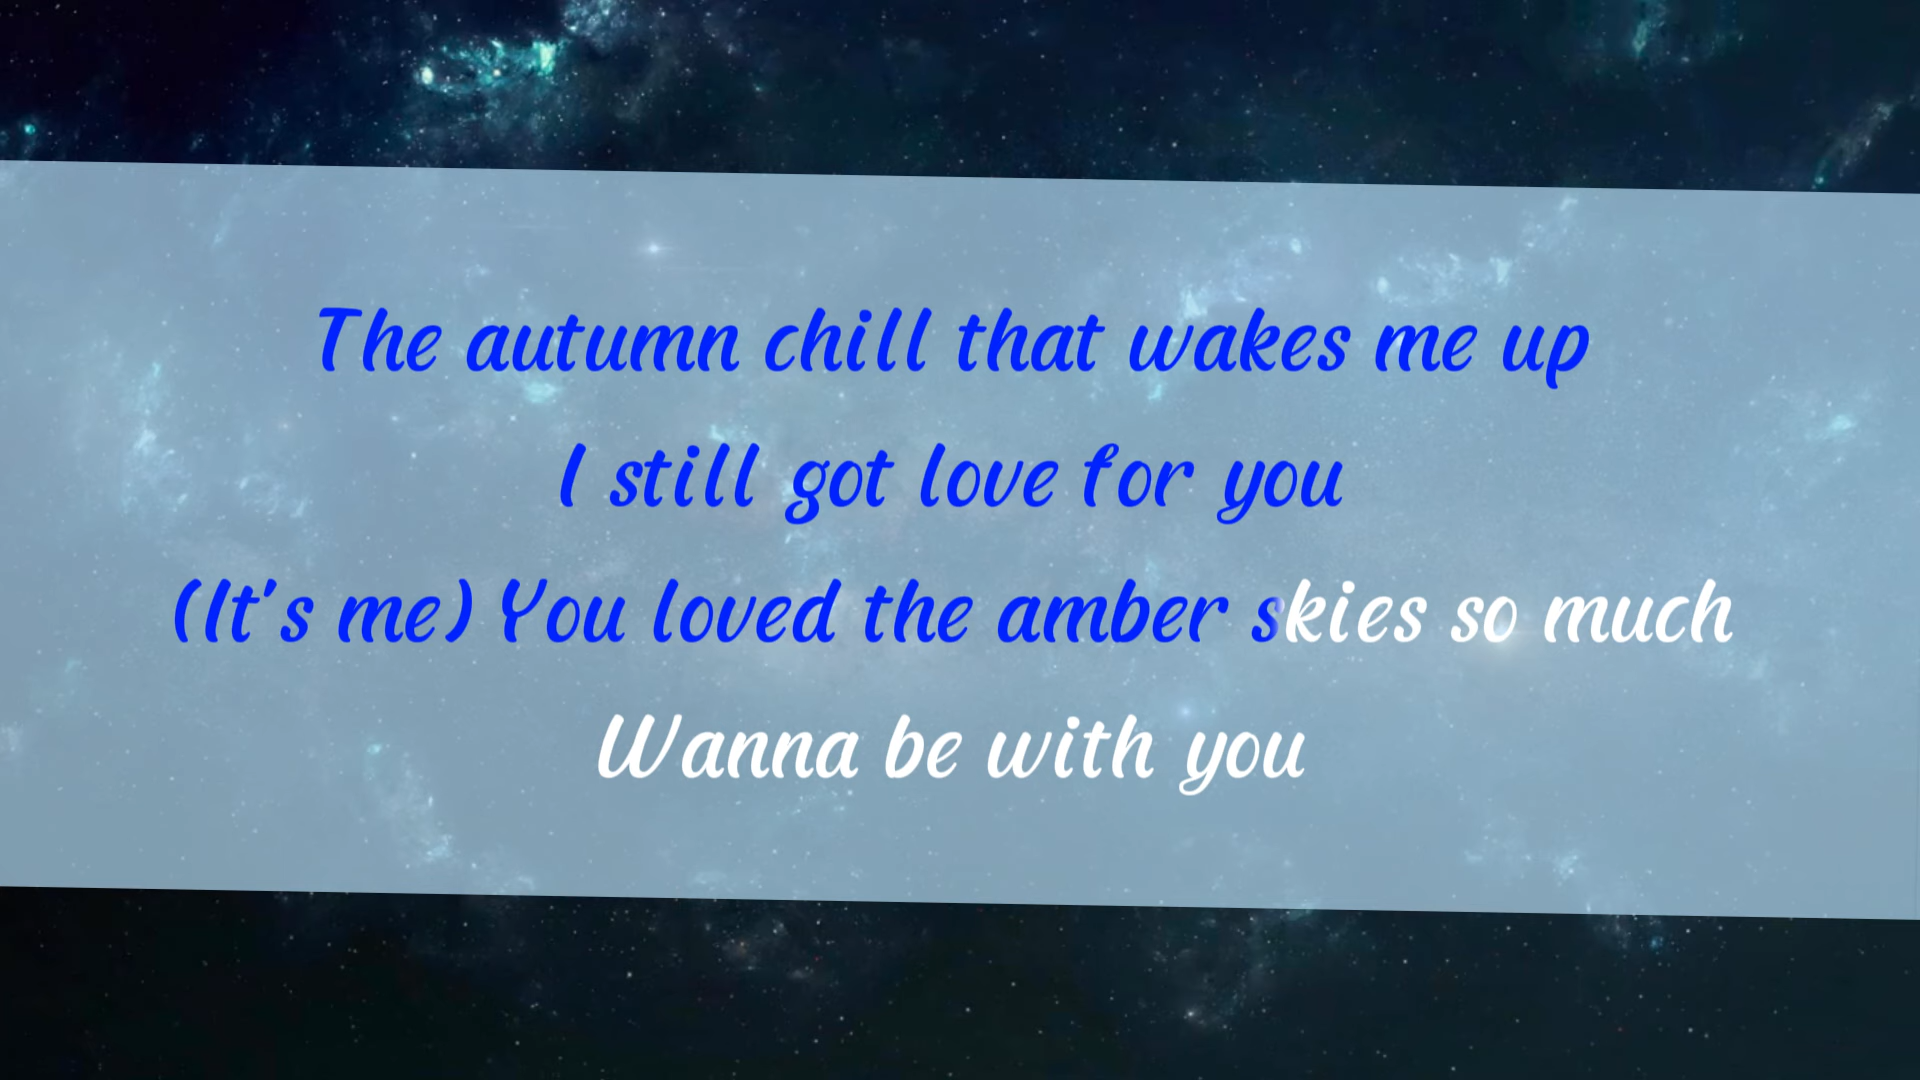 The autumn chill that wakes me up
I still got love for you
(It's me) You loved the amber skies so much
Wanna be with you